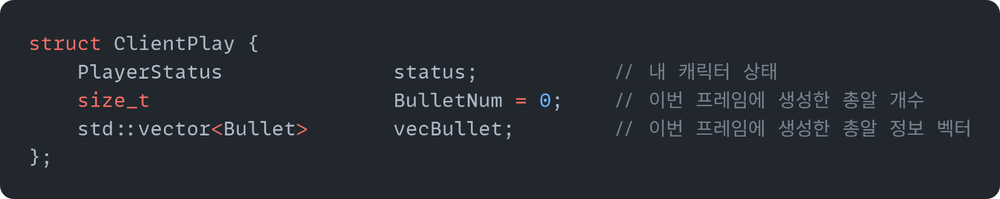 struct ClientPlay {
    PlayerStatus              status;           // 내 캐릭터 상태
    size_t                    BulletNum = 0;    // 이번 프레임에 생성한 총알 개수
    std::vector<Bullet>       vecBullet;        // 이번 프레임에 생성한 총알 정보 벡터
};